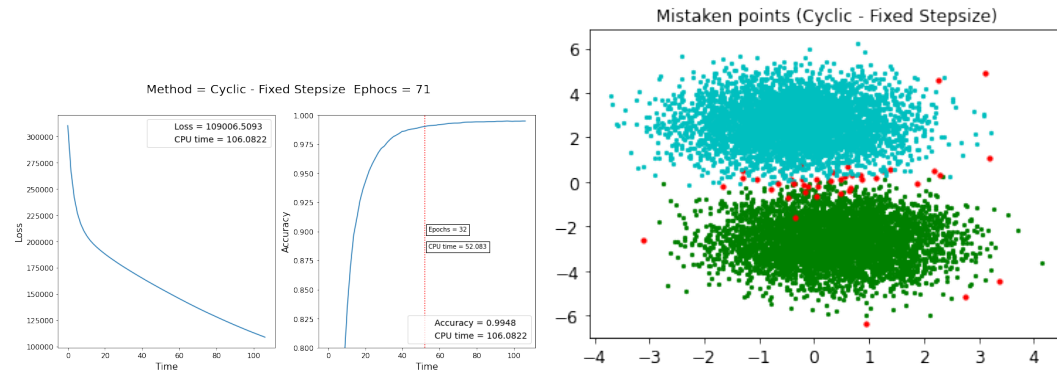 Mistaken points (Cyclic - Fixed Stepsize)
Method = Cyclic - Fixed Stepsize Ephocs = 71
Loss = 109006.5093
CPU time = 106.0822
300000
275000
250000
225000
200000
175000
150000
125000
100000
Loss
0 20 40 60 80 100
Time
1.000
0.975
0.950
0.925
0.900
0.875
0.850
0.825
0.800
Accuracy
Epochs = 32
CPU time = 52.083
Accuracy = 0.9948
CPU time = 106.0822
0 20 40 60 80 100
Time
6
4
2
0
−2
−4
−6
−4 −3 −2 −1 0 1 2 3 4